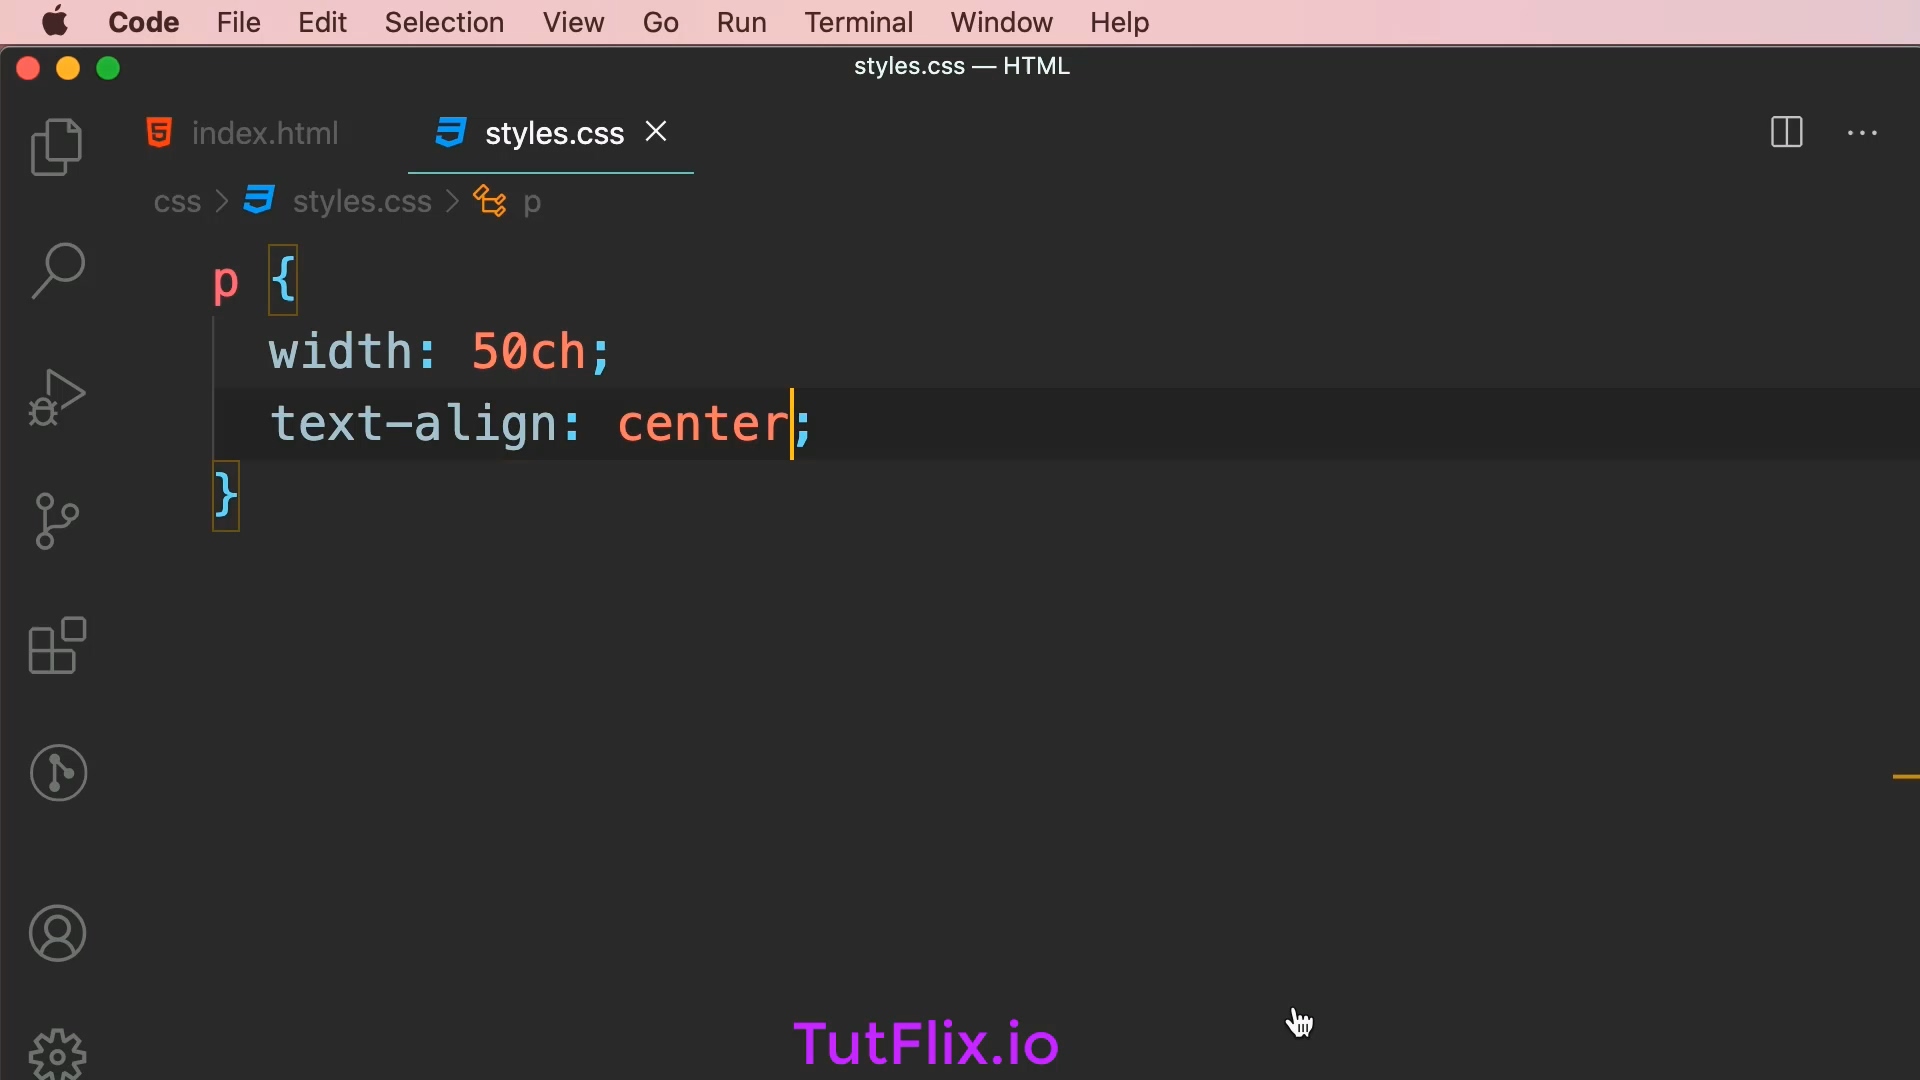 Code File Edit Selection View Go Run Terminal Window Help
styles.css — HTML
index.html styles.css
css > styles.css > p
p {
width: 50ch;
text-align: center;
}
TutFlix.io